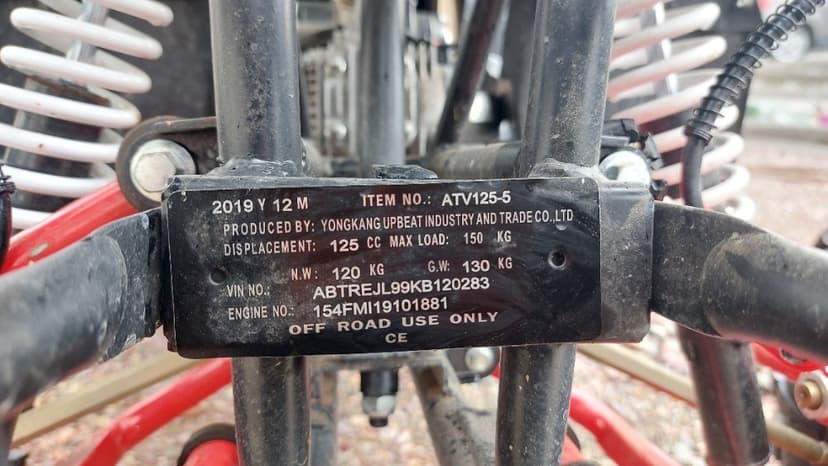 2019 Y 12 M ITEM NO.: ATV125-5
PRODUCED BY: YONGKANG UPBEAT INDUSTRY AND TRADE CO.,LTD
DISPLACEMENT: 125 CC MAX LOAD: 150 KG
N.W: 120 KG G.W: 130 KG
VIN NO.: ABTREJL99KB120283
ENGINE NO.: 154FMI19101881
OFF ROAD USE ONLY
CE